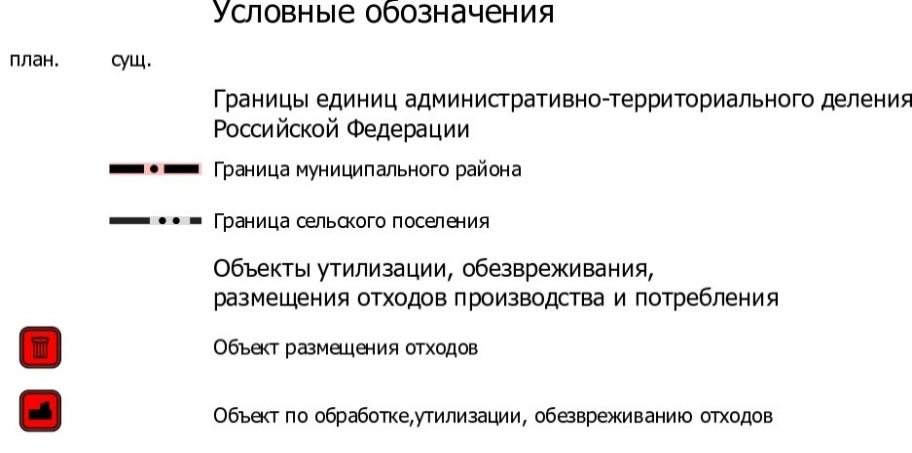 Условные обозначения
план. сущ.
Границы единиц административно-территориального деления
Российской Федерации
Граница муниципального района
Граница сельского поселения
Объекты утилизации, обезвреживания,
размещения отходов производства и потребления
Объект размещения отходов
Объект по обработке,утилизации, обезвреживанию отходов